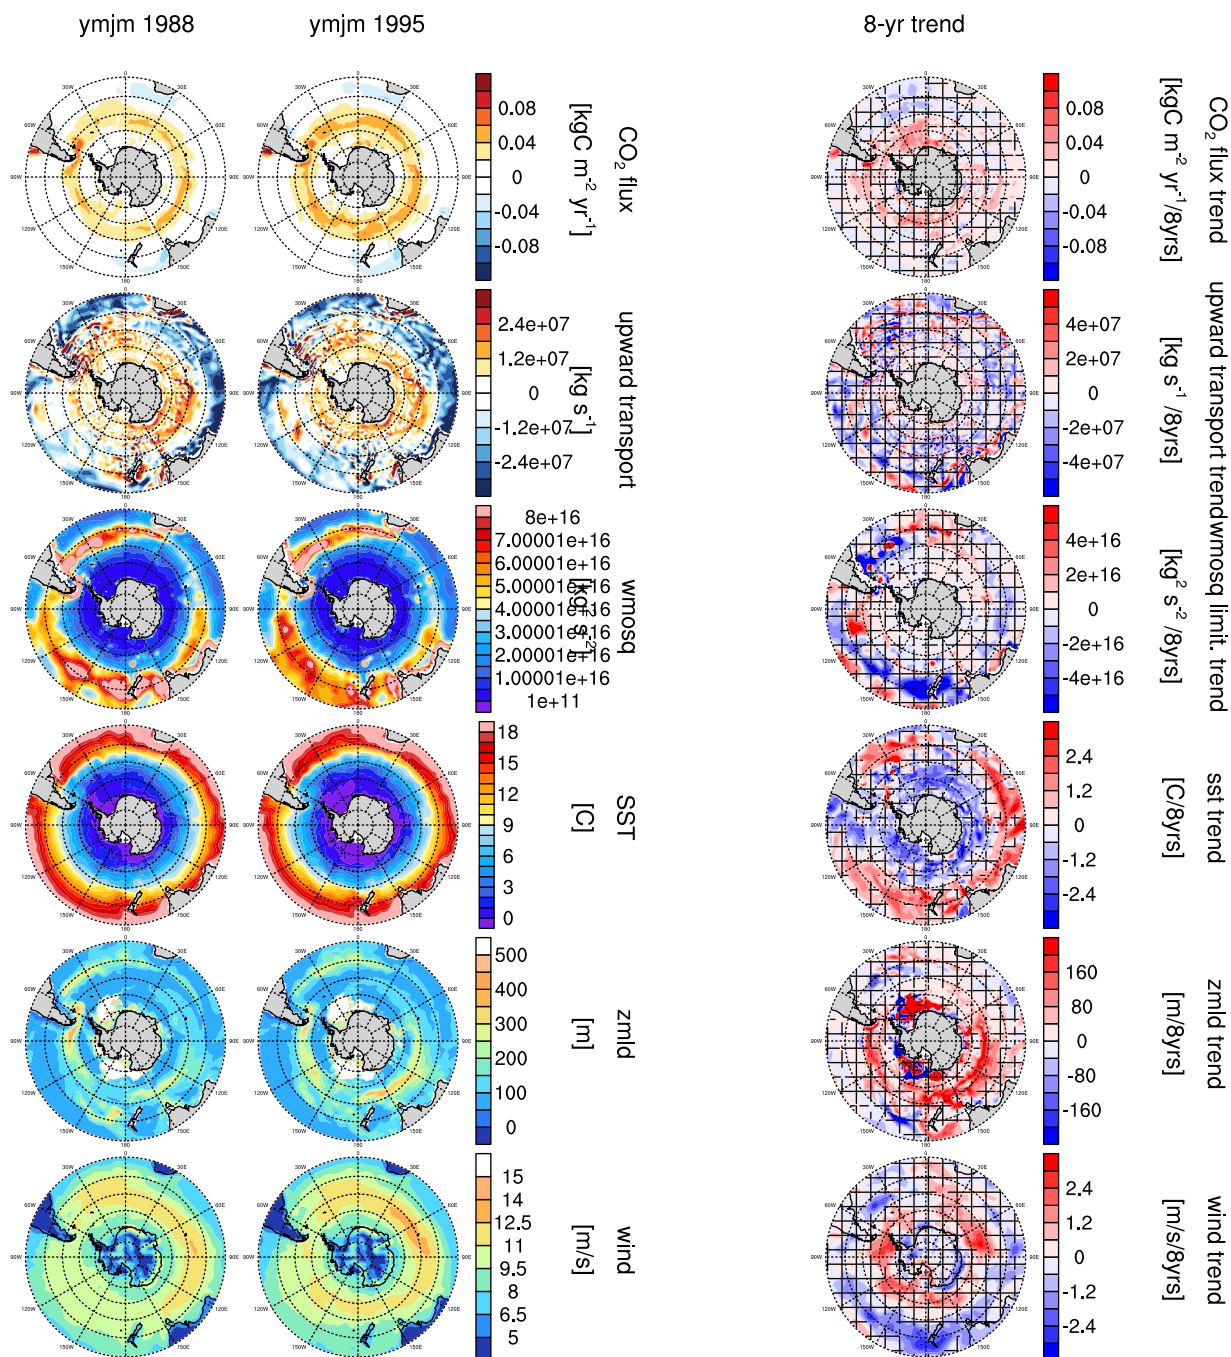 ymjm 1988
ymjm 1995
8-yr trend
0.08
0.04
0
-0.04
-0.08
[kgC m-2 yr-1]
CO2 flux
0.08
0.04
0
-0.04
-0.08
[kgC m-2 yr-1/8yrs]
CO2 flux trend
2.4e+07
1.2e+07
0
-1.2e+07
-2.4e+07
[kg s-1]
upward transport
4e+07
2e+07
0
-2e+07
-4e+07
[kg s-1/8yrs]
upward transport trend
8e+16
7.00001e+16
6.00001e+16
5.00001e+16
4.00001e+16
3.00001e+16
2.00001e+16
1.00001e+16
1e+11
[kg2 s-2]
wmosq
4e+16
2e+16
0
-2e+16
-4e+16
[kg2 s-2/8yrs]
wmosq limit. trend
18
15
12
9
6
3
0
[C]
SST
2.4
1.2
0
-1.2
-2.4
[C/8yrs]
sst trend
500
400
300
200
100
0
[m]
zmld
160
80
0
-80
-160
[m/8yrs]
zmld trend
15
14
12.5
11
9.5
8
6.5
5
[m/s]
wind
2.4
1.2
0
-1.2
-2.4
[m/s/8yrs]
wind trend